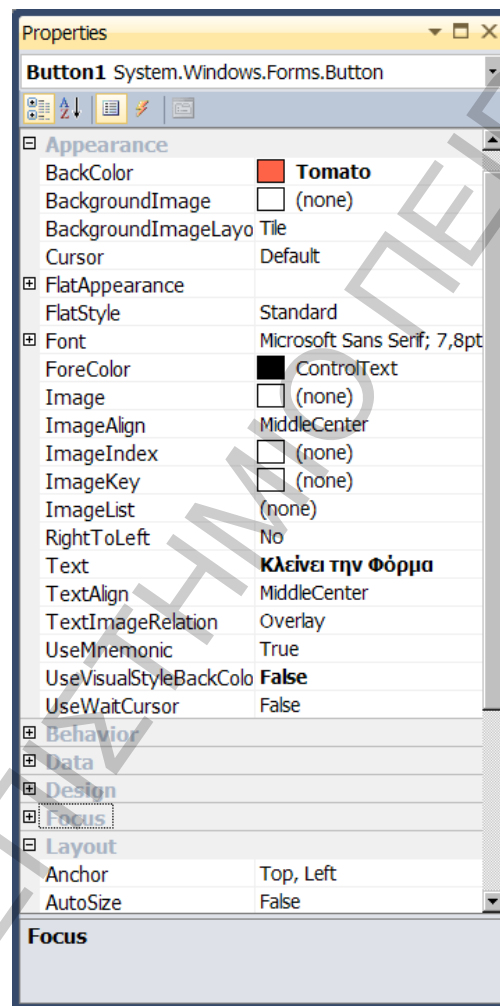 Properties
Button1 System.Windows.Forms.Button
Appearance
BackColor Tomato
BackgroundImage (none)
BackgroundImageLayo Tile
Cursor Default
FlatAppearance
FlatStyle Standard
Font Microsoft Sans Serif; 7,8pt
ForeColor ControlText
Image (none)
ImageAlign MiddleCenter
ImageIndex (none)
ImageKey (none)
ImageList (none)
RightToLeft No
Text Κλείνει την Φόρμα
TextAlign MiddleCenter
TextImageRelation Overlay
UseMnemonic True
UseVisualStyleBackColo False
UseWaitCursor False
Behavior
Data
Design
Focus
Layout
Anchor Top, Left
AutoSize False
Focus